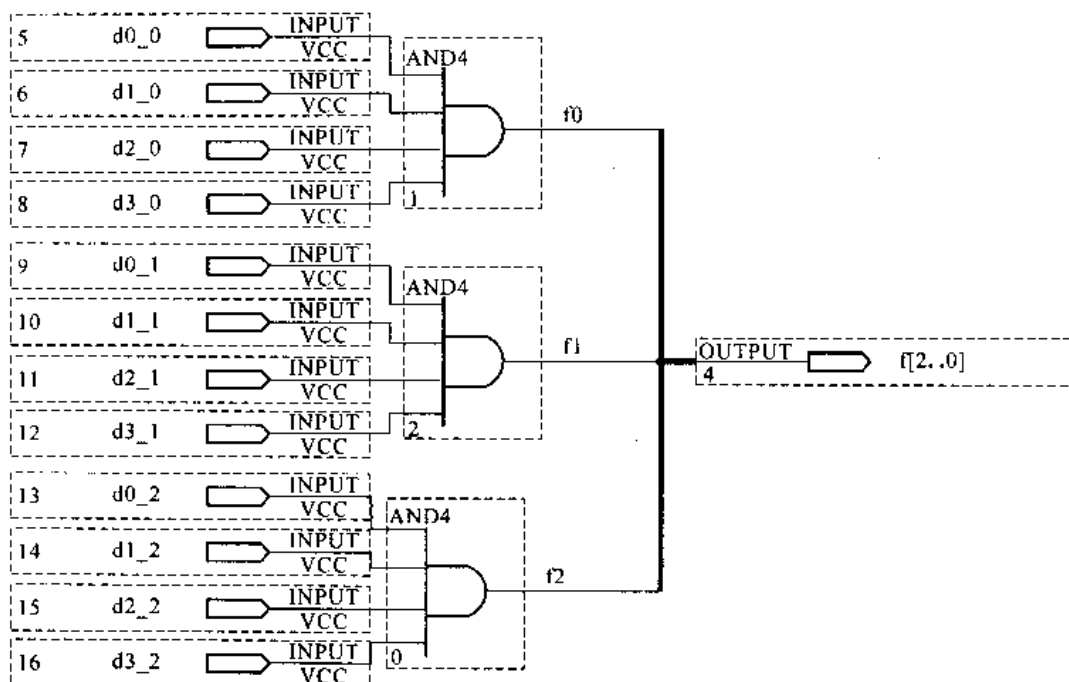 5 d0_0 INPUT
VCC
6 d1_0 INPUT
VCC
7 d2_0 INPUT
VCC
8 d3_0 INPUT
VCC
AND4
1
f0
9 d0_1 INPUT
VCC
10 d1_1 INPUT
VCC
11 d2_1 INPUT
VCC
12 d3_1 INPUT
VCC
AND4
2
f1
13 d0_2 INPUT
VCC
14 d1_2 INPUT
VCC
15 d2_2 INPUT
VCC
16 d3_2 INPUT
VCC
AND4
0
f2
OUTPUT f[2..0]
4